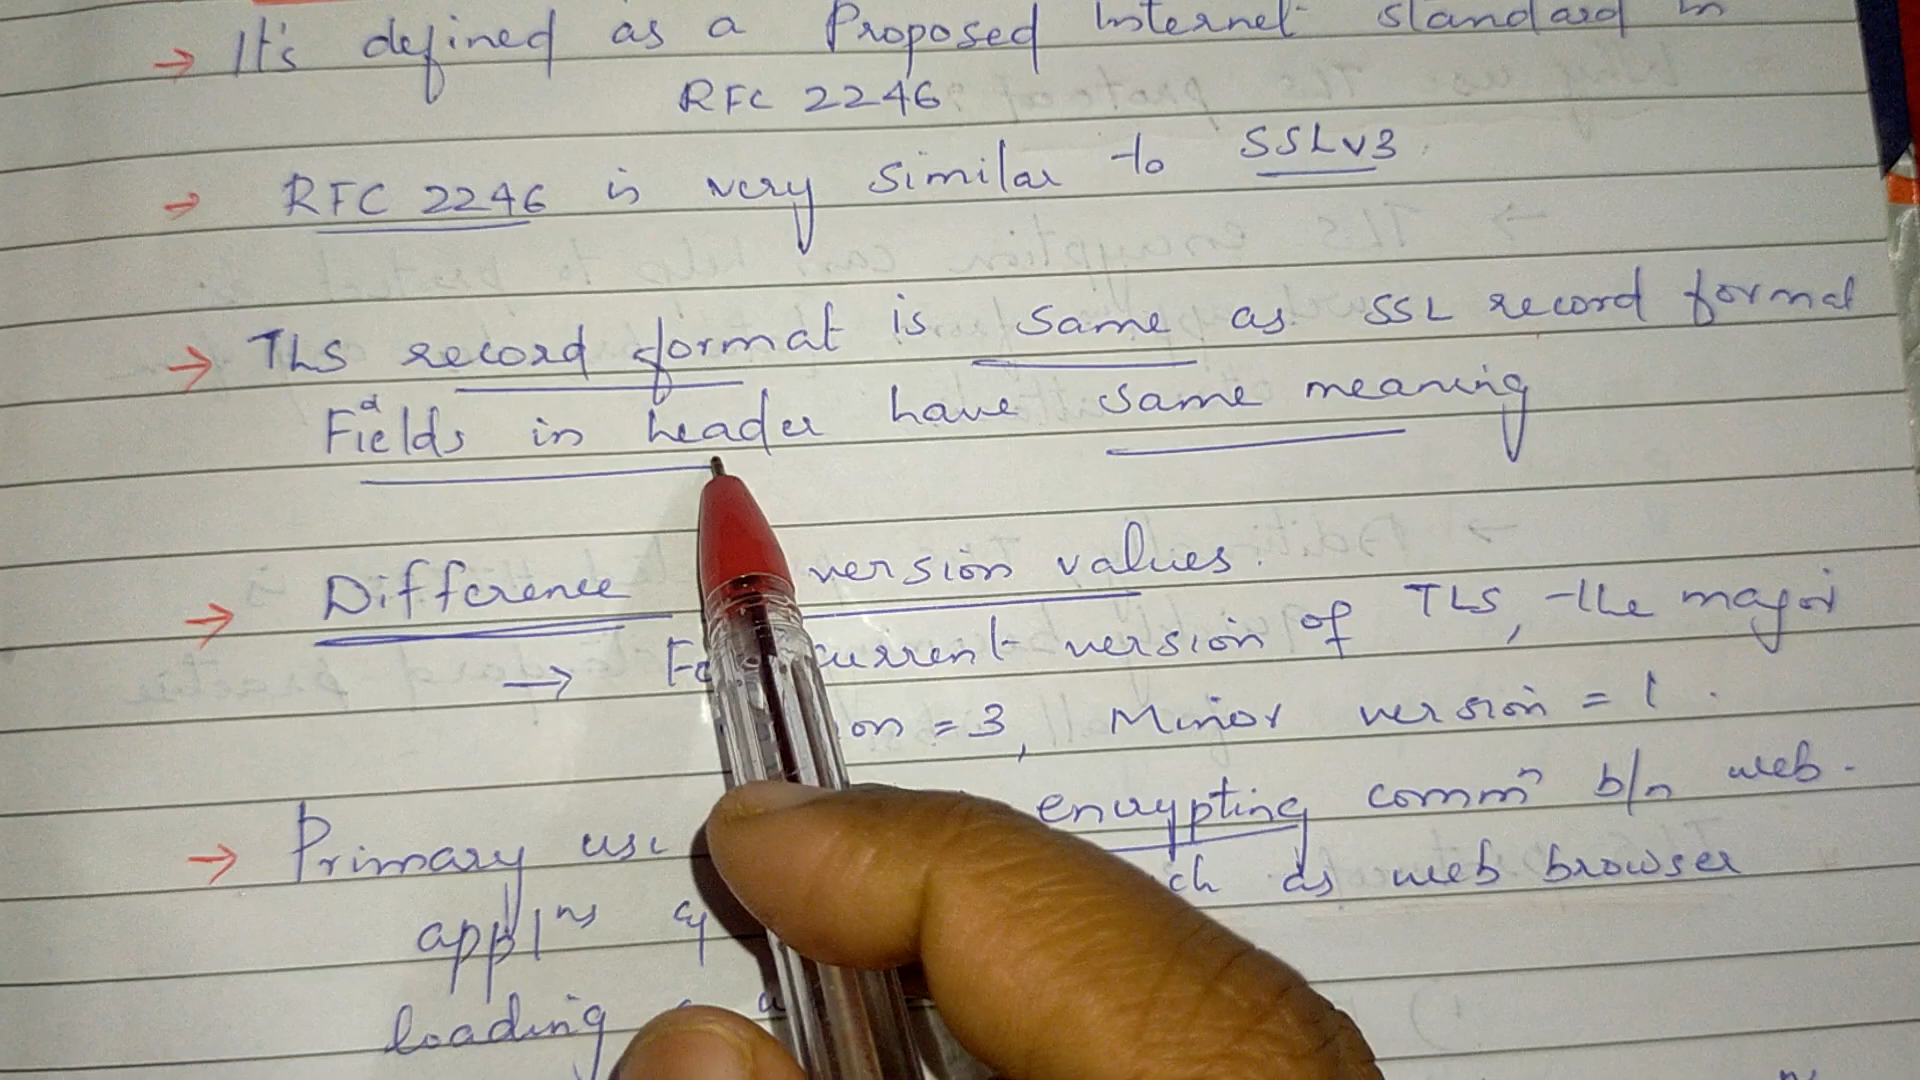 → It's defined as a Proposed Internet standard in
RFC 2246.
→ RFC 2246 is very similar to SSLv3.
→ TLS record format is same as SSL record format
&
Fields in header have same meaning
→ Difference version values.
→ current version of TLS, the major
= 3, Minor version = 1.
→ Primary use encrypting commⁿ b/n web
applⁿs as web browser
loading a